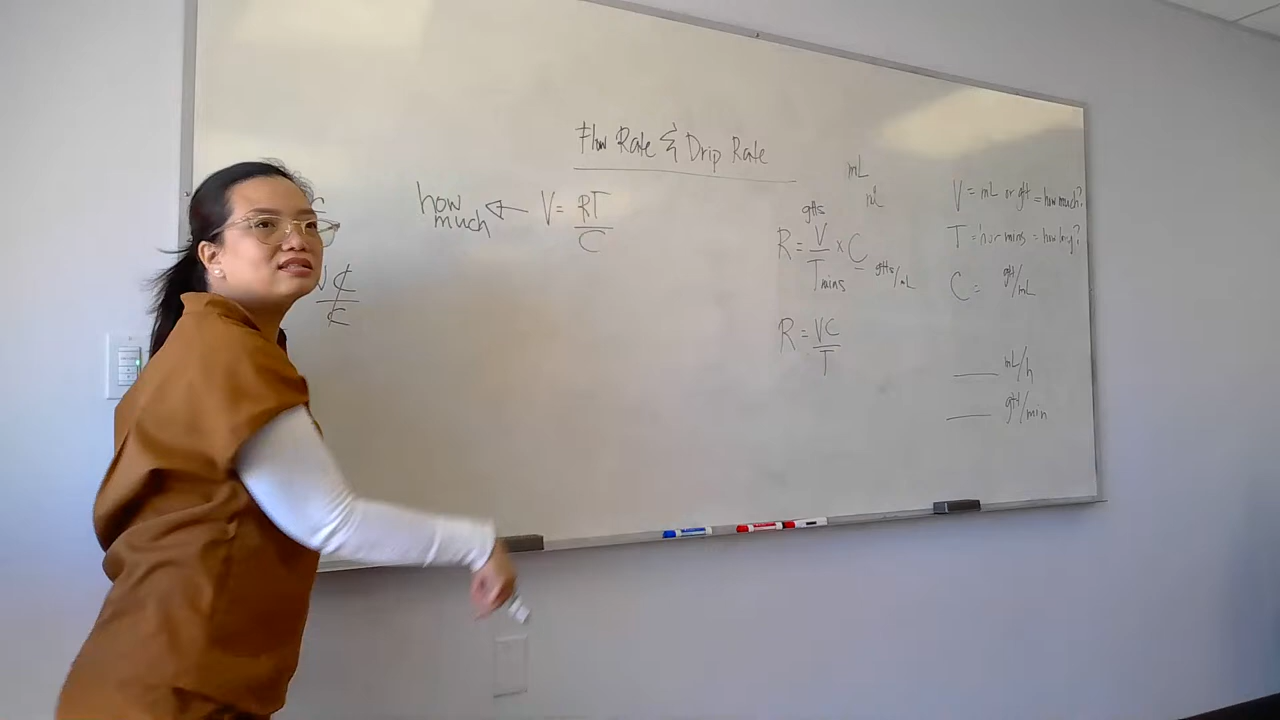 Flow Rate & Drip Rate
how much ← V = RT/C
V C/C
mL
mL
gtts
R = V/T mins × C gtts/mL
R = VC/T
V = mL or gtt = how much?
T = h or mins = how long?
C = gtt/mL
___ mL/h
___ gtt/min